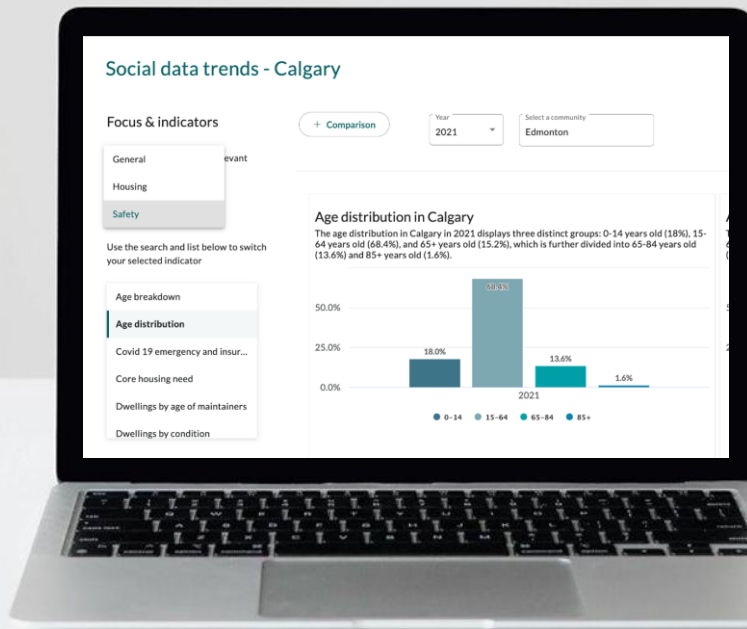 Social data trends - Calgary
Focus & indicators
+ Comparison
Year
2021
Select a community
Edmonton
General
evant
Housing
Safety
Use the search and list below to switch
your selected indicator
Age breakdown
Age distribution
Covid 19 emergency and insur...
Core housing need
Dwellings by age of maintainers
Dwellings by condition
Age distribution in Calgary
The age distribution in Calgary in 2021 displays three distinct groups: 0-14 years old (18%), 15-
64 years old (68.4%), and 65+ years old (15.2%), which is further divided into 65-84 years old
(13.6%) and 85+ years old (1.6%).
68.4%
50.0%
25.0%
18.0%
13.6%
1.6%
0.0%
2021
0-14 15-64 65-84 85+